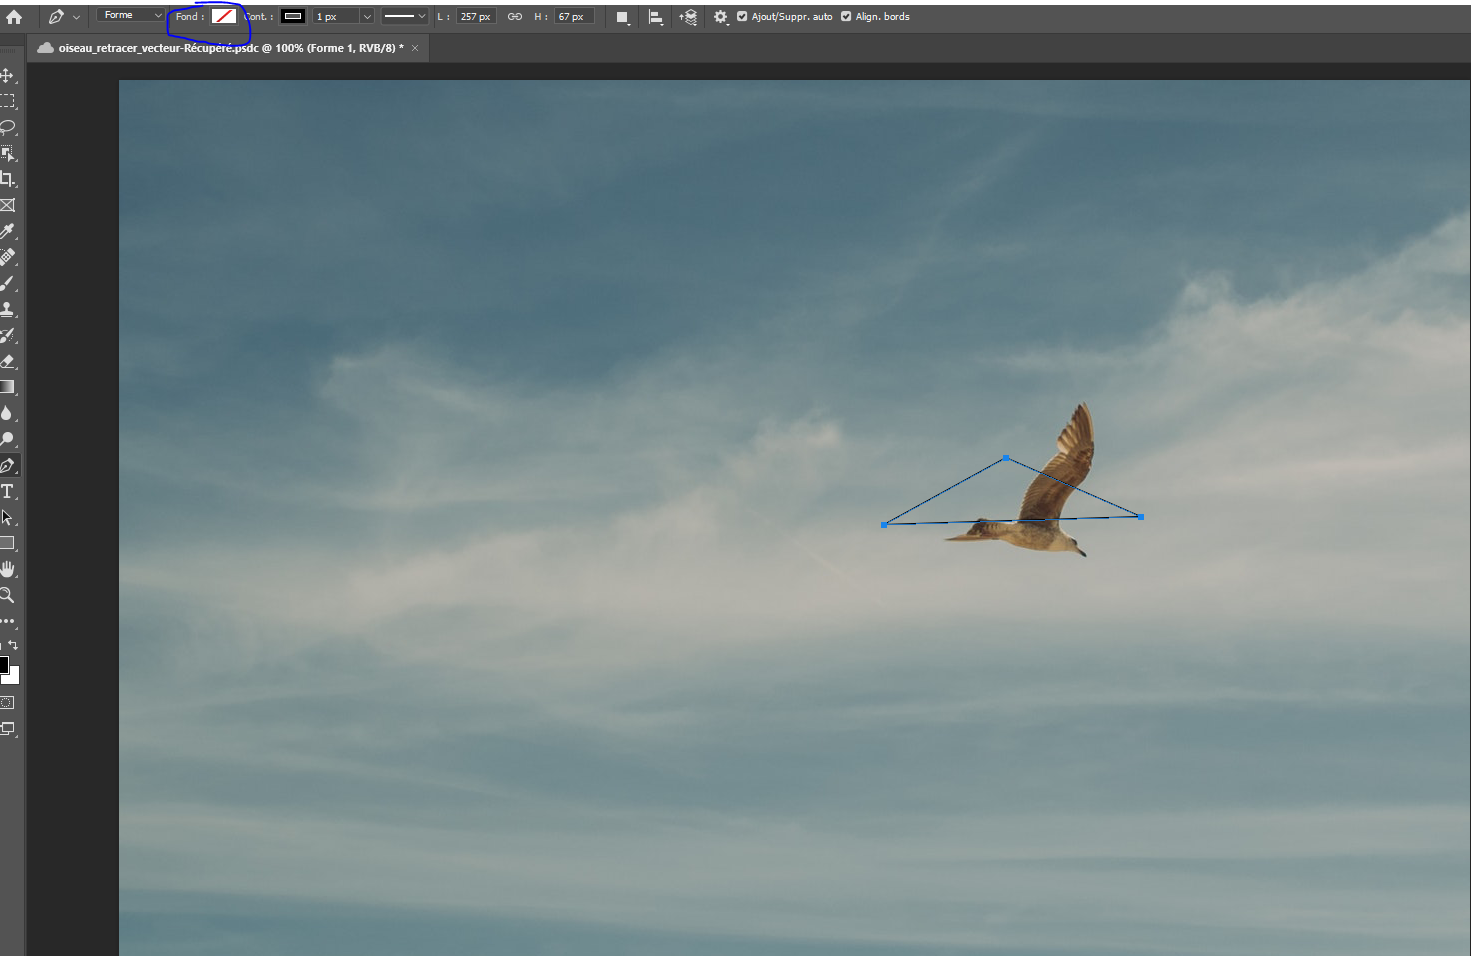 Forme Fond : Cont. : 1 px L : 257 px H : 67 px Ajout/Suppr. auto Align. bords
oiseau_retracer_vecteur-Récupéré.psdc @ 100% (Forme 1, RVB/8) * ×